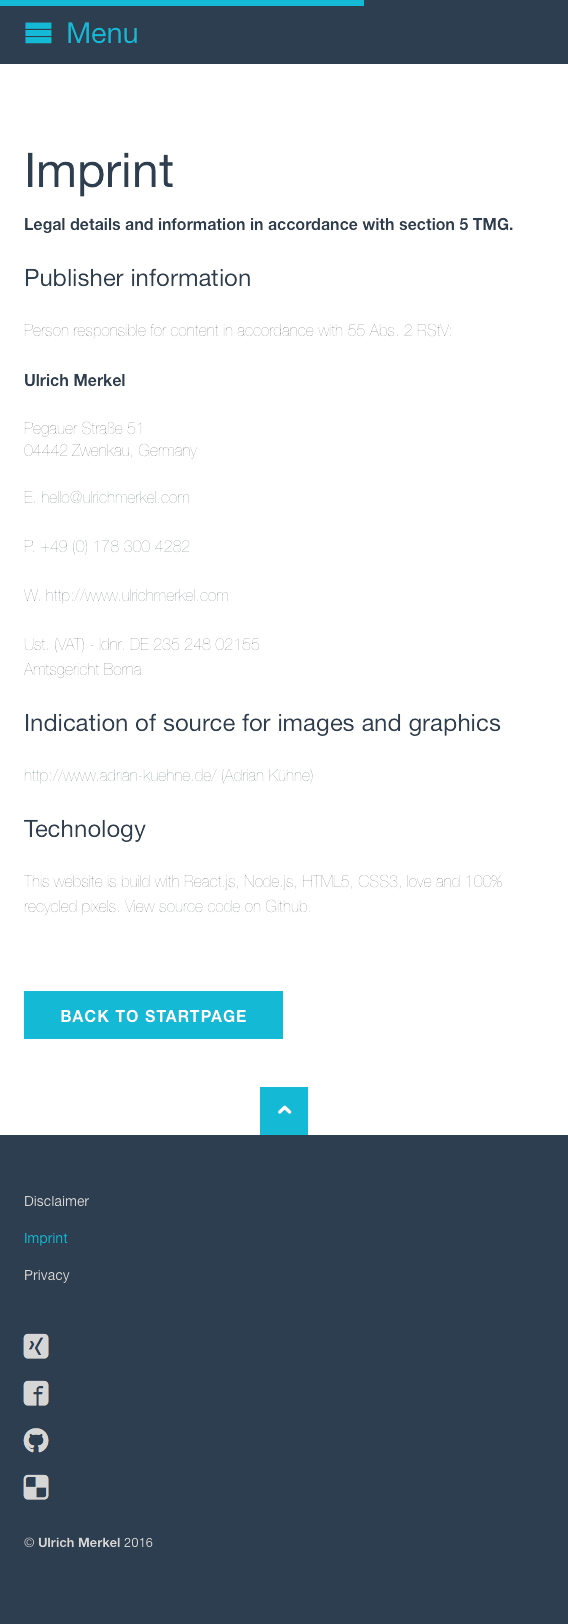 Menu
Imprint
Legal details and information in accordance with section 5 TMG.
Publisher information
Person responsible for content in accordance with 55 Abs. 2 RStV:
Ulrich Merkel
Pegauer Straße 51
04442 Zwenkau, Germany
E. hello@ulrichmerkel.com
P. +49 (0) 178 300 4282
W. http://www.ulrichmerkel.com
Ust. (VAT) - Idnr. DE 235 248 02155
Amtsgericht Borna
Indication of source for images and graphics
http://www.adrian-kuehne.de/ (Adrian Kühne)
Technology
This website is build with React.js, Node.js, HTML5, CSS3, love and 100%
recycled pixels. View source code on Github.
BACK TO STARTPAGE
Disclaimer
Imprint
Privacy
© Ulrich Merkel 2016